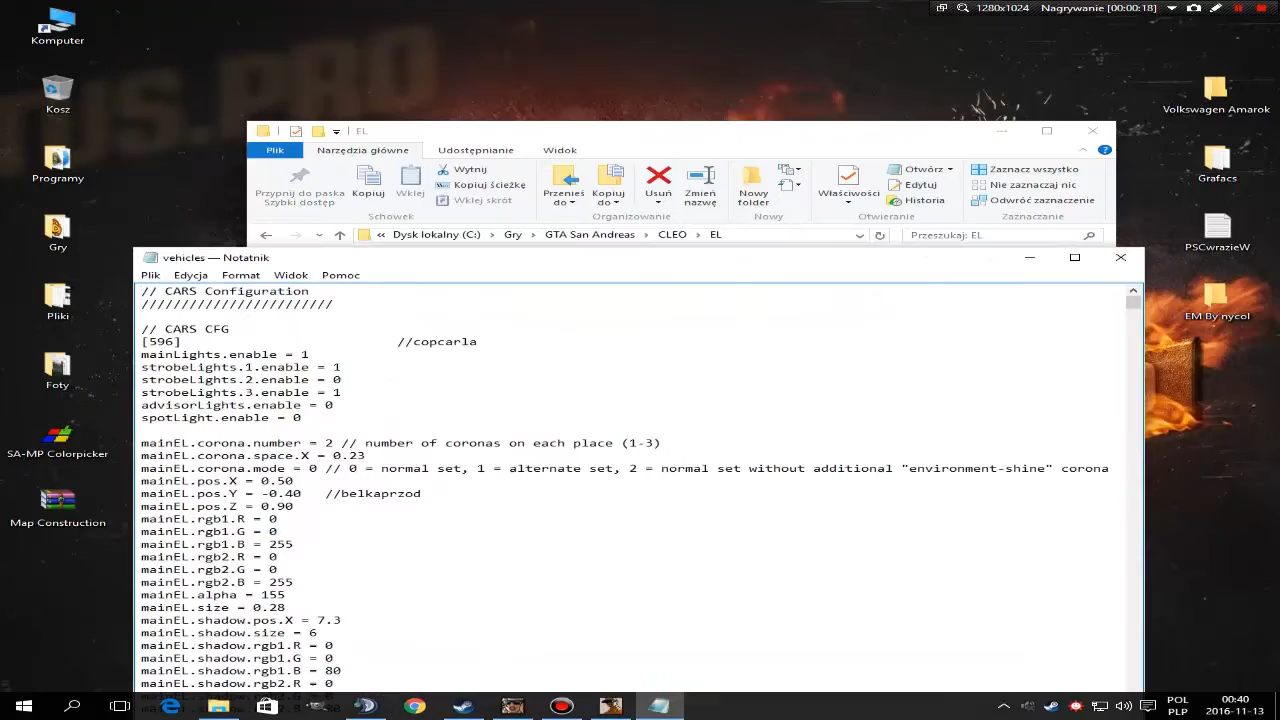 1280x1024 Nagrywanie [00:00:18]
Komputer
Kosz
Programy
Gry
Pliki
Foty
SA-MP Colorpicker
Map Construction
Volkswagen Amarok
Grafacs
PSCwrazieW
EM By nycol
EL
Plik Narzędzia główne Udostępnianie Widok
Przypnij do paska Szybki dostęp
Kopiuj
Wklej
Wytnij
Kopiuj ścieżkę
Wklej skrót
Schowek
Przenieś do
Kopiuj do
Usuń
Zmień nazwę
Organizowanie
Nowy folder
Nowy
Właściwości
Otwórz
Edytuj
Historia
Otwieranie
Zaznacz wszystko
Nie zaznaczaj nic
Odwróć zaznaczenie
Zaznaczanie
« Dysk lokalny (C:) > Gry > GTA San Andreas > CLEO > EL
Przeszukaj: EL
vehicles — Notatnik
Plik Edycja Format Widok Pomoc
// CARS Configuration
////////////////////////
// CARS CFG
[596] //copcarla
mainLights.enable = 1
strobeLights.1.enable = 1
strobeLights.2.enable = 0
strobeLights.3.enable = 1
advisorLights.enable = 0
spotLight.enable = 0
mainEL.corona.number = 2 // number of coronas on each place (1-3)
mainEL.corona.space.X = 0.23
mainEL.corona.mode = 0 // 0 = normal set, 1 = alternate set, 2 = normal set without additional "environment-shine" corona
mainEL.pos.X = 0.50
mainEL.pos.Y = -0.40 //belkaprzod
mainEL.pos.Z = 0.90
mainEL.rgb1.R = 0
mainEL.rgb1.G = 0
mainEL.rgb1.B = 255
mainEL.rgb2.R = 0
mainEL.rgb2.G = 0
mainEL.rgb2.B = 255
mainEL.alpha = 155
mainEL.size = 0.28
mainEL.shadow.pos.X = 7.3
mainEL.shadow.size = 6
mainEL.shadow.rgb1.R = 0
mainEL.shadow.rgb1.G = 0
mainEL.shadow.rgb1.B = 80
mainEL.shadow.rgb2.R = 0
POL
PLP
00:40
2016-11-13